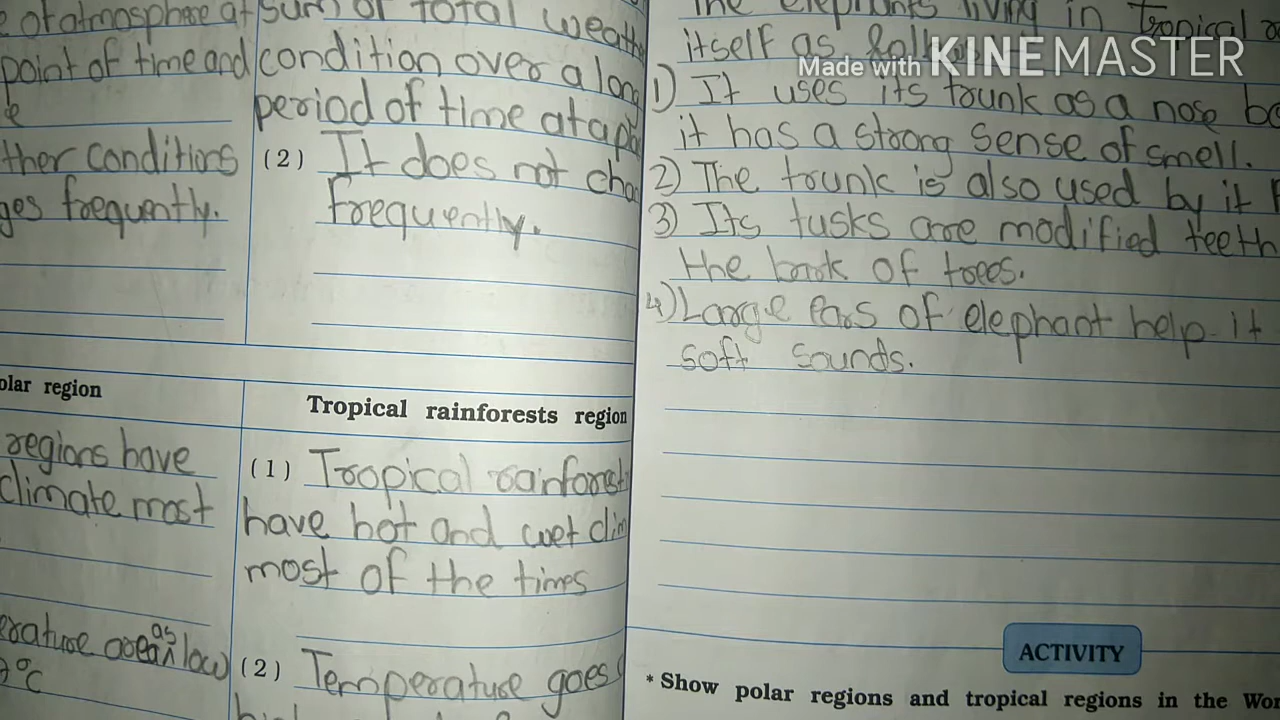 e of atmosphere at
point of time and
e
ther conditions
ges frequently.
sum of total weath
condition over a long
period of time at a p
(2) It does not cha
frequently.
olar region
regions have
climate most
erature as low
°C
Tropical rainforests region
(1) Tropical rainforest
have hot and wet clim
most of the times
(2) Temperature goes
the elephants living in tropical
itself as
1) It uses its trunk as a nose be
it has a strong sense of smell.
2) The trunk is also used by it f
3) Its tusks are modified teeth
the bark of trees.
4) Large Ears of elephant help it
soft sounds.
ACTIVITY
* Show polar regions and tropical regions in the Wor
Made with KINEMASTER